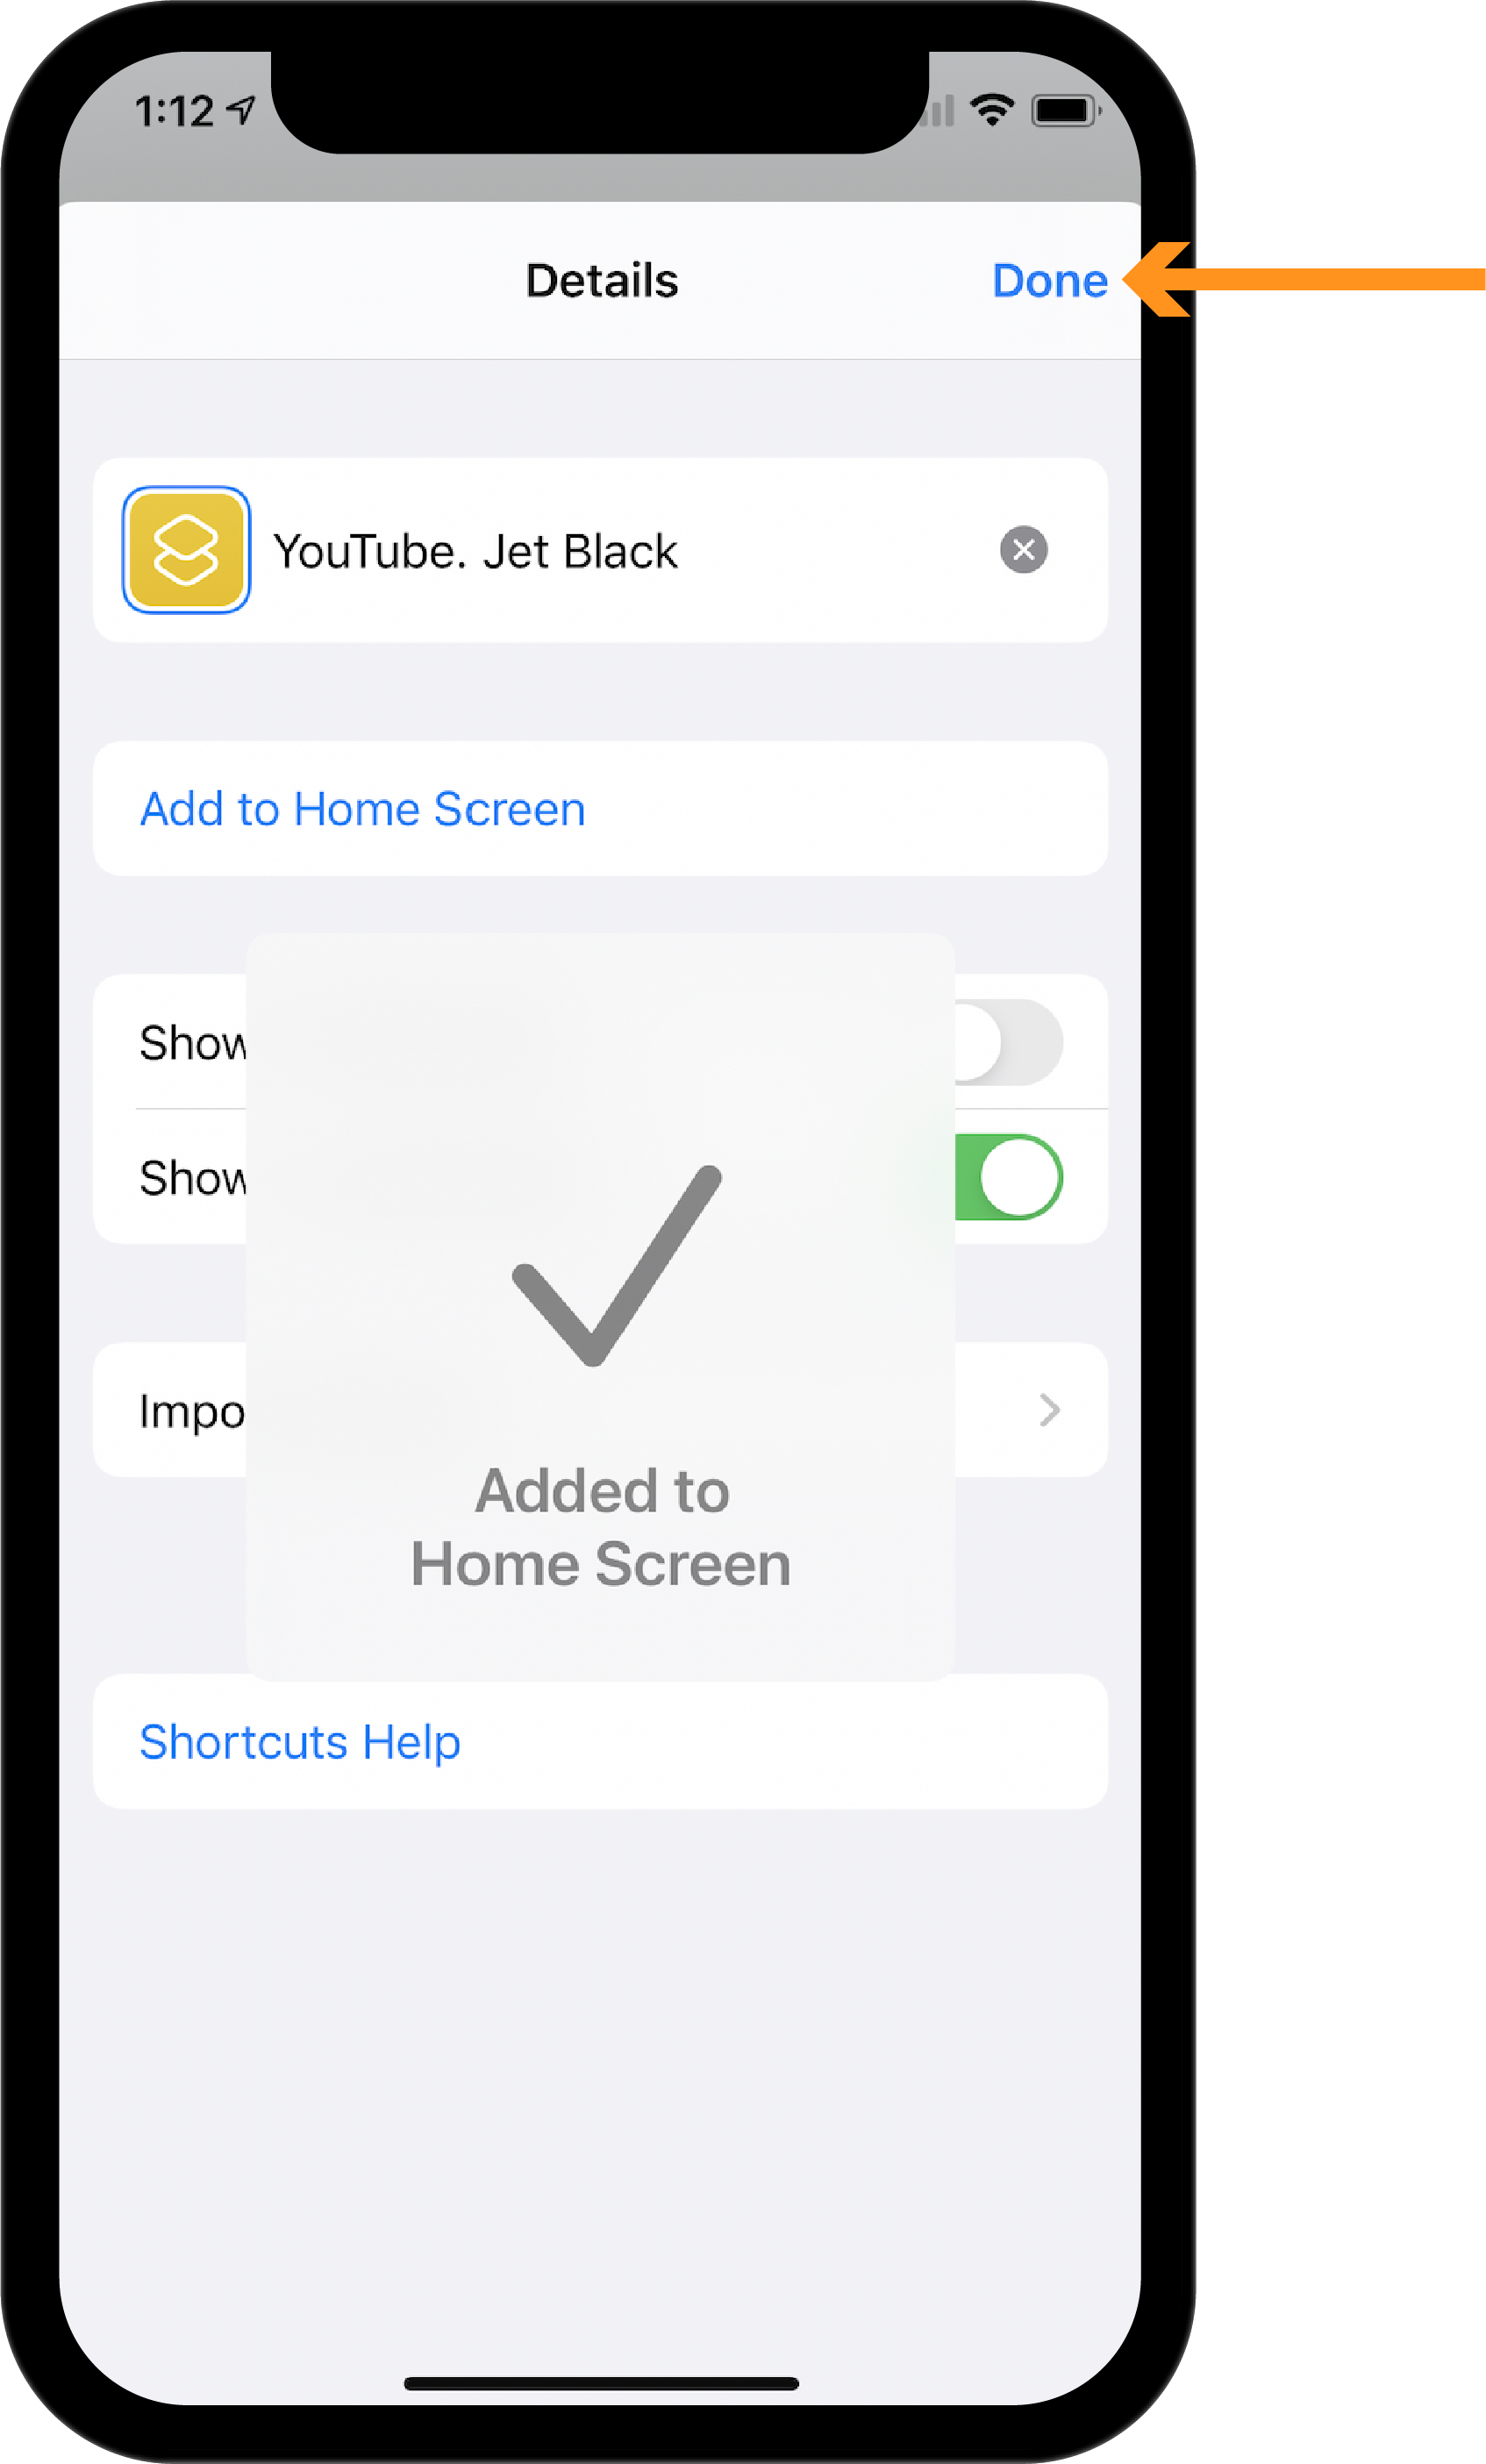 1:12
Details
Done
YouTube. Jet Black
Add to Home Screen
Show
Show
Impo
Added to
Home Screen
Shortcuts Help